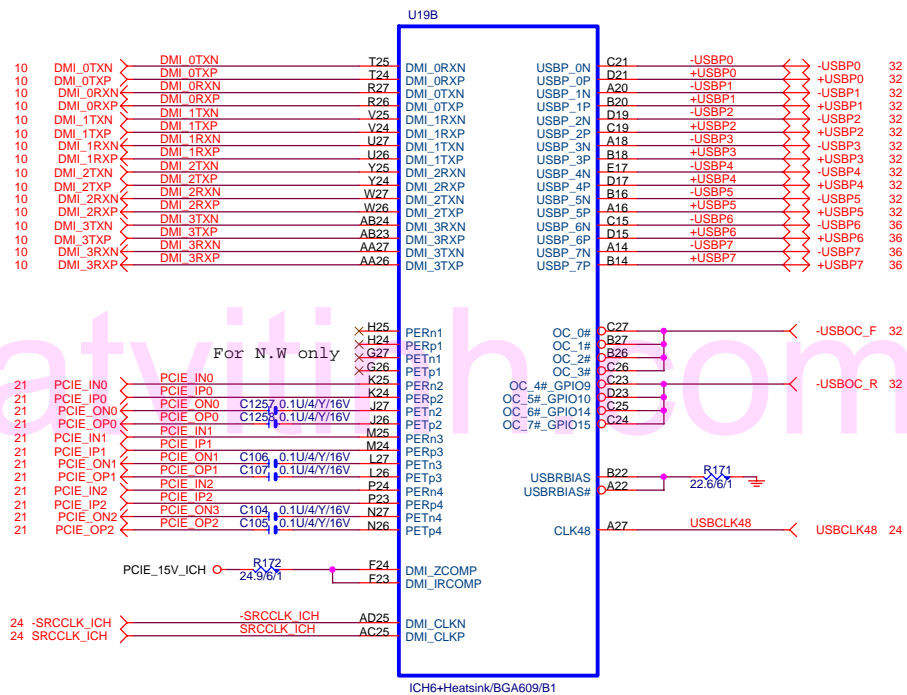 U19B
10 DMI_0TXN DMI_0TXN T25 DMI_0RXN USBP_0N C21 -USBP0 -USBP0 32
10 DMI_0TXP DMI_0TXP T24 DMI_0RXP USBP_0P D21 +USBP0 +USBP0 32
10 DMI_0RXN DMI_0RXN R27 DMI_0TXN USBP_1N A20 -USBP1 -USBP1 32
10 DMI_0RXP DMI_0RXP R26 DMI_0TXP USBP_1P B20 +USBP1 +USBP1 32
10 DMI_1TXN DMI_1TXN V25 DMI_1RXN USBP_2N D19 -USBP2 -USBP2 32
10 DMI_1TXP DMI_1TXP V24 DMI_1RXP USBP_2P C19 +USBP2 +USBP2 32
10 DMI_1RXN DMI_1RXN U27 DMI_1TXN USBP_3N A18 -USBP3 -USBP3 32
10 DMI_1RXP DMI_1RXP U26 DMI_1TXP USBP_3P B18 +USBP3 +USBP3 32
10 DMI_2TXN DMI_2TXN Y25 DMI_2RXN USBP_4N E17 -USBP4 -USBP4 32
10 DMI_2TXP DMI_2TXP Y24 DMI_2RXP USBP_4P D17 +USBP4 +USBP4 32
10 DMI_2RXN DMI_2RXN W27 DMI_2TXN USBP_5N B16 -USBP5 -USBP5 32
10 DMI_2RXP DMI_2RXP W26 DMI_2TXP USBP_5P A16 +USBP5 +USBP5 32
10 DMI_3TXN DMI_3TXN AB24 DMI_3RXN USBP_6N C15 -USBP6 -USBP6 36
10 DMI_3TXP DMI_3TXP AB23 DMI_3RXP USBP_6P D15 +USBP6 +USBP6 36
10 DMI_3RXN DMI_3RXN AA27 DMI_3TXN USBP_7N A14 -USBP7 -USBP7 36
10 DMI_3RXP DMI_3RXP AA26 DMI_3TXP USBP_7P B14 +USBP7 +USBP7 36
H25 PERn1 OC_0# C27 -USBOC_F 32
H24 PERp1 OC_1# B27
For N.W only G27 PETn1 OC_2# B26
G26 PETp1 OC_3# C26
21 PCIE_IN0 PCIE_IN0 K25 PERn2 OC_4#_GPIO9 C23 -USBOC_R 32
21 PCIE_IP0 PCIE_IP0 K24 PERp2 OC_5#_GPIO10 D23
21 PCIE_ON0 PCIE_ON0 C1257 0.1U/4/Y/16V J27 PETn2 OC_6#_GPIO14 C25
21 PCIE_OP0 PCIE_OP0 C1258 0.1U/4/Y/16V J26 PETp2 OC_7#_GPIO15 C24
21 PCIE_IN1 PCIE_IN1 M25 PERn3
21 PCIE_IP1 PCIE_IP1 M24 PERp3
21 PCIE_ON1 PCIE_ON1 C106 0.1U/4/Y/16V L27 PETn3
21 PCIE_OP1 PCIE_OP1 C107 0.1U/4/Y/16V L26 PETp3 USBRBIAS B22 R171 22.6/6/1
21 PCIE_IN2 PCIE_IN2 P24 PERn4 USBRBIAS# A22
21 PCIE_IP2 PCIE_IP2 P23 PERp4
21 PCIE_ON2 PCIE_ON3 C104 0.1U/4/Y/16V N27 PETn4
21 PCIE_OP2 PCIE_OP2 C105 0.1U/4/Y/16V N26 PETp4 CLK48 A27 USBCLK48 USBCLK48 24
PCIE_15V_ICH R172 24.9/6/1 F24 DMI_ZCOMP
F23 DMI_IRCOMP
24 -SRCCLK_ICH -SRCCLK_ICH AD25 DMI_CLKN
24 SRCCLK_ICH SRCCLK_ICH AC25 DMI_CLKP
ICH6+Heatsink/BGA609/B1